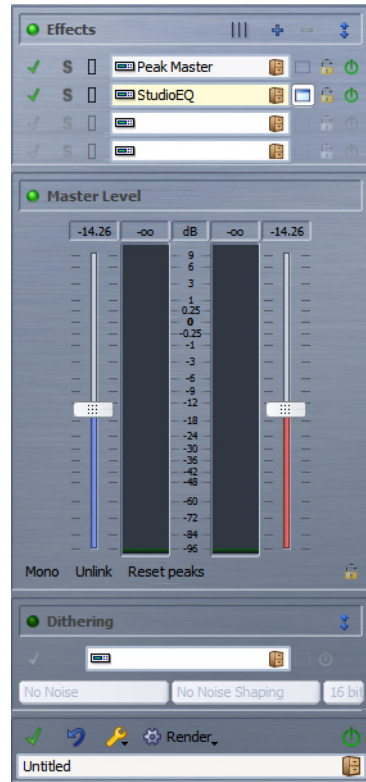 Effects
S Peak Master
S StudioEQ
S
S
Master Level
-14.26 -oo dB -oo -14.26
9
6
3
1
0.25
0
-0.25
-1
-3
-6
-9
-12
-18
-24
-30
-36
-42
-48
-60
-72
-84
-96
Mono Unlink Reset peaks
Dithering
No Noise No Noise Shaping 16 bit
Render
Untitled